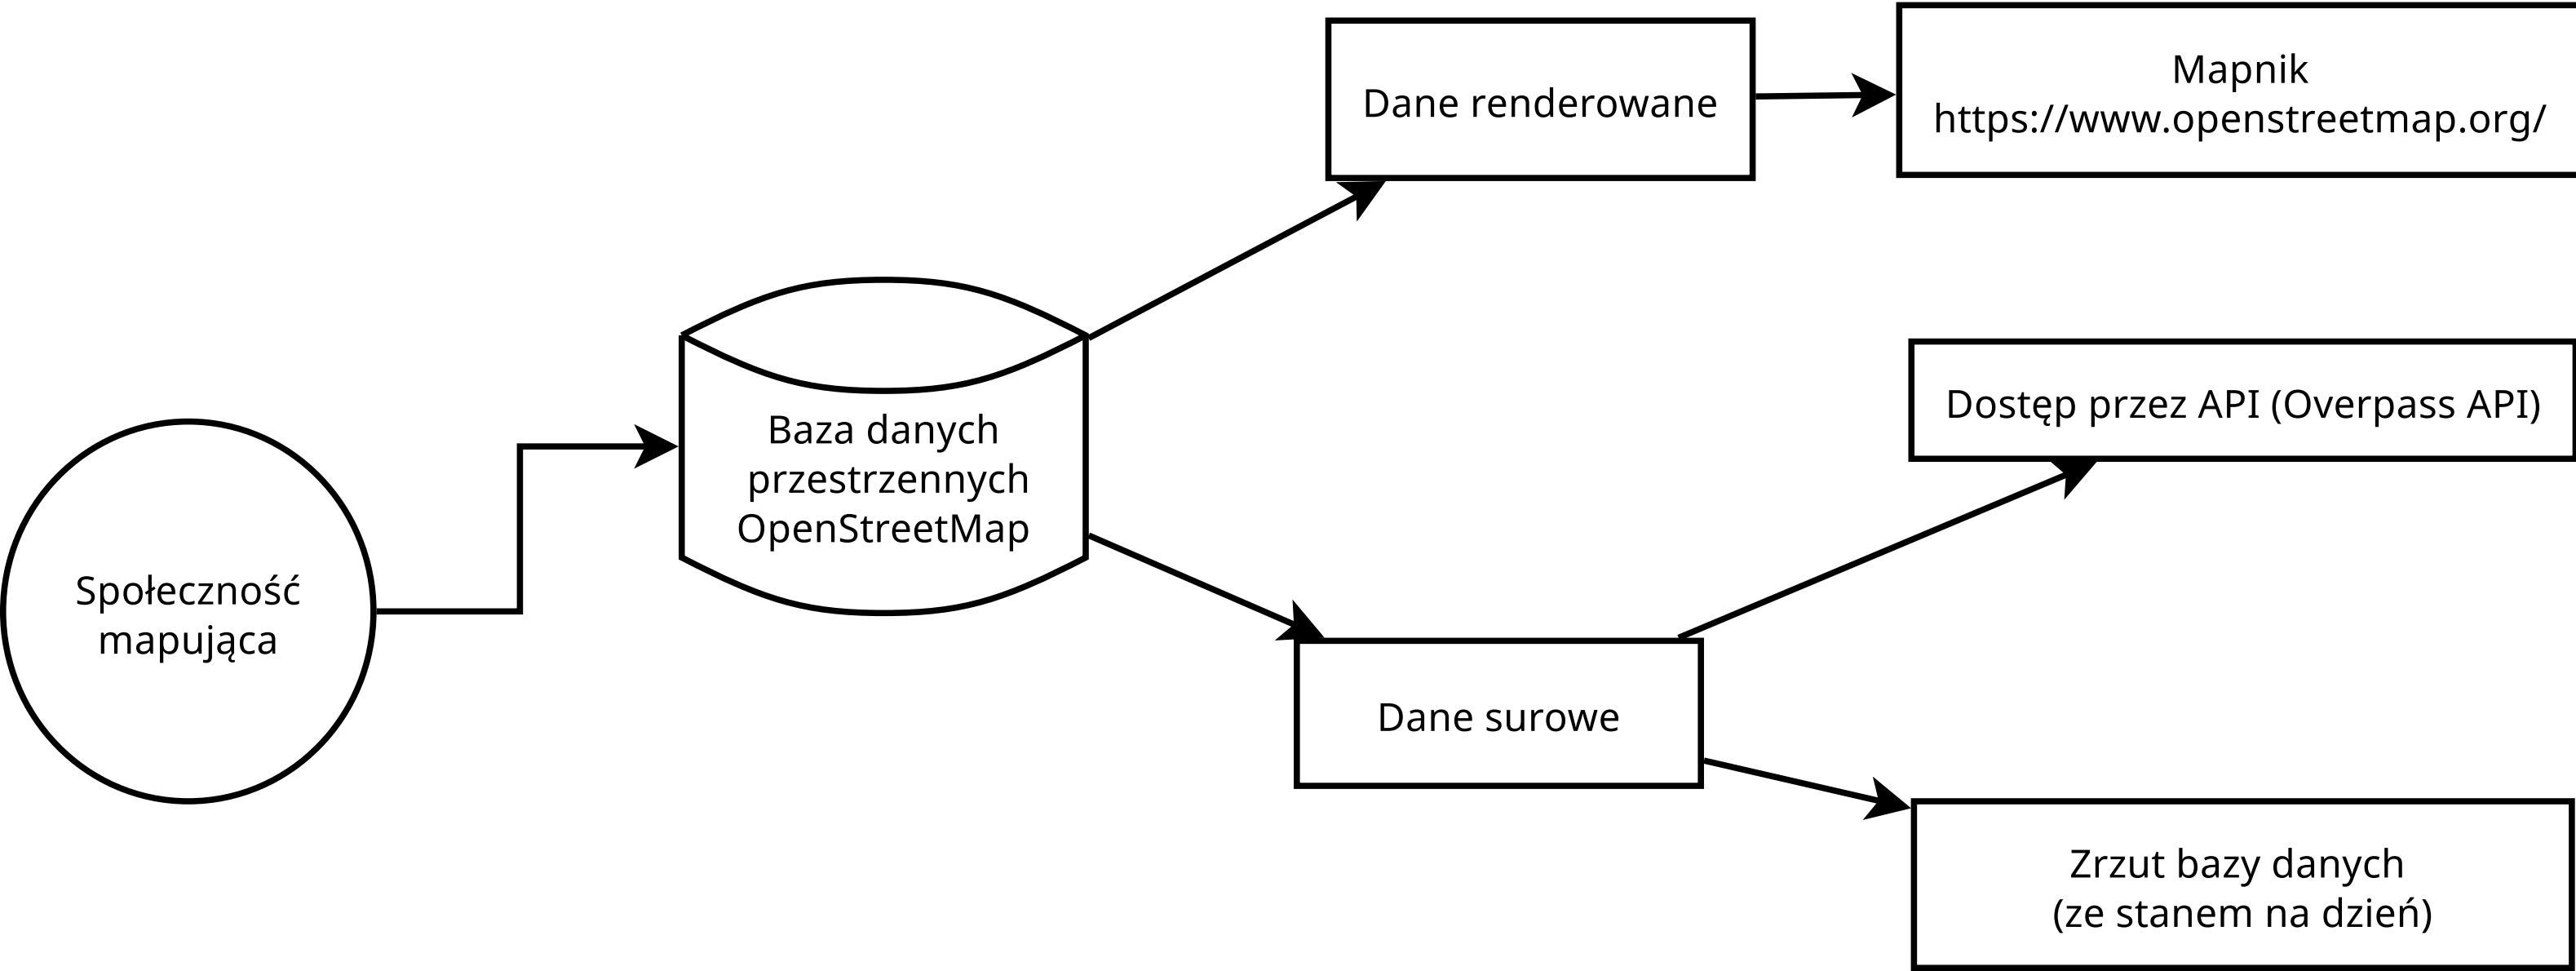 Społeczność
mapująca
Baza danych
przestrzennych
OpenStreetMap
Dane renderowane
Mapnik
https://www.openstreetmap.org/
Dane surowe
Dostęp przez API (Overpass API)
Zrzut bazy danych
(ze stanem na dzień)